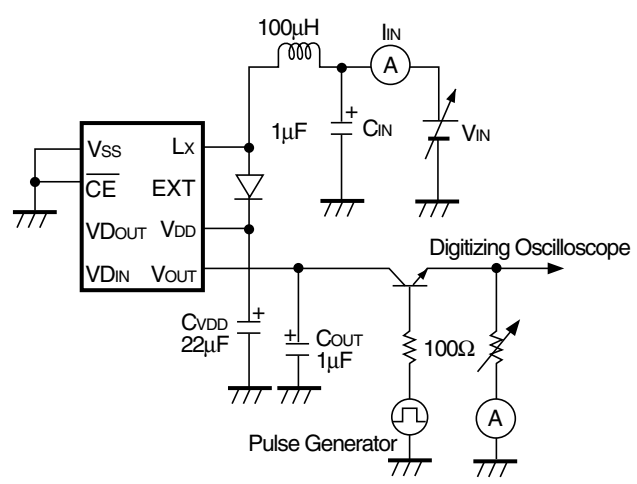 100μH
IIN
A
1μF
CIN
VIN
VSS
LX
CE
EXT
VDOUT
VDD
VDIN
VOUT
Digitizing Oscilloscope
CVDD
22μF
COUT
1μF
100Ω
Pulse Generator
A